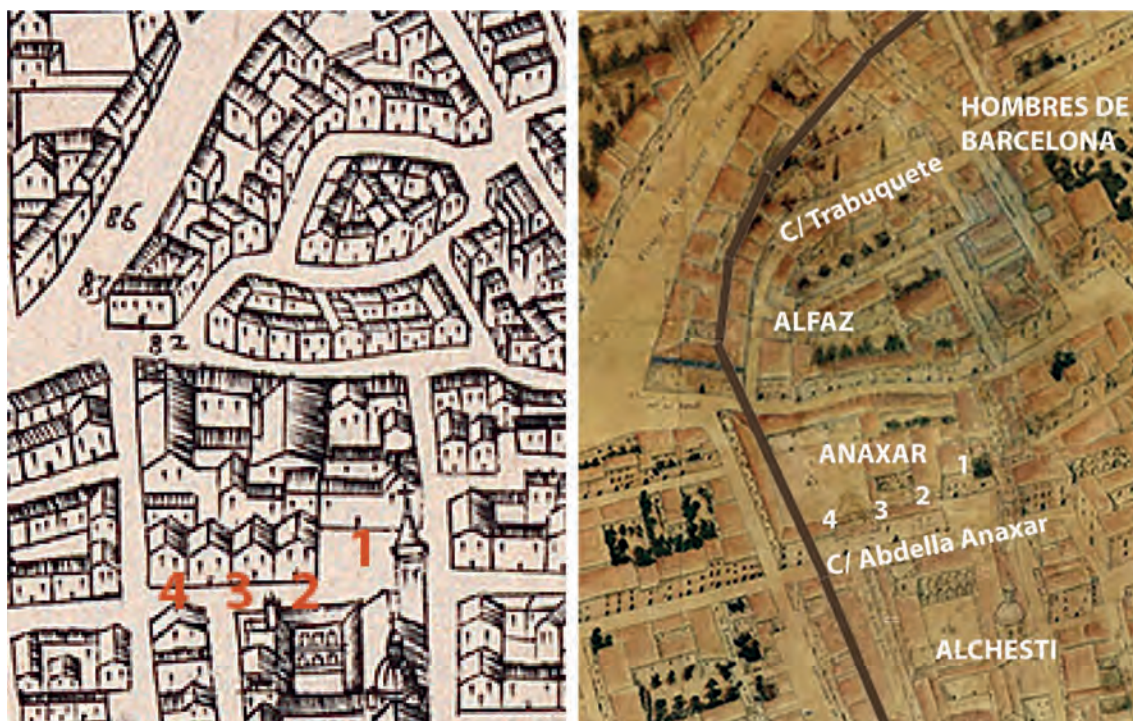 86
83
82
1
4 3 2
HOMBRES DE
BARCELONA
C/ Trabuquete
ALFAZ
ANAXAR
1
2
3
4
C/ Abdella Anaxar
ALCHESTI